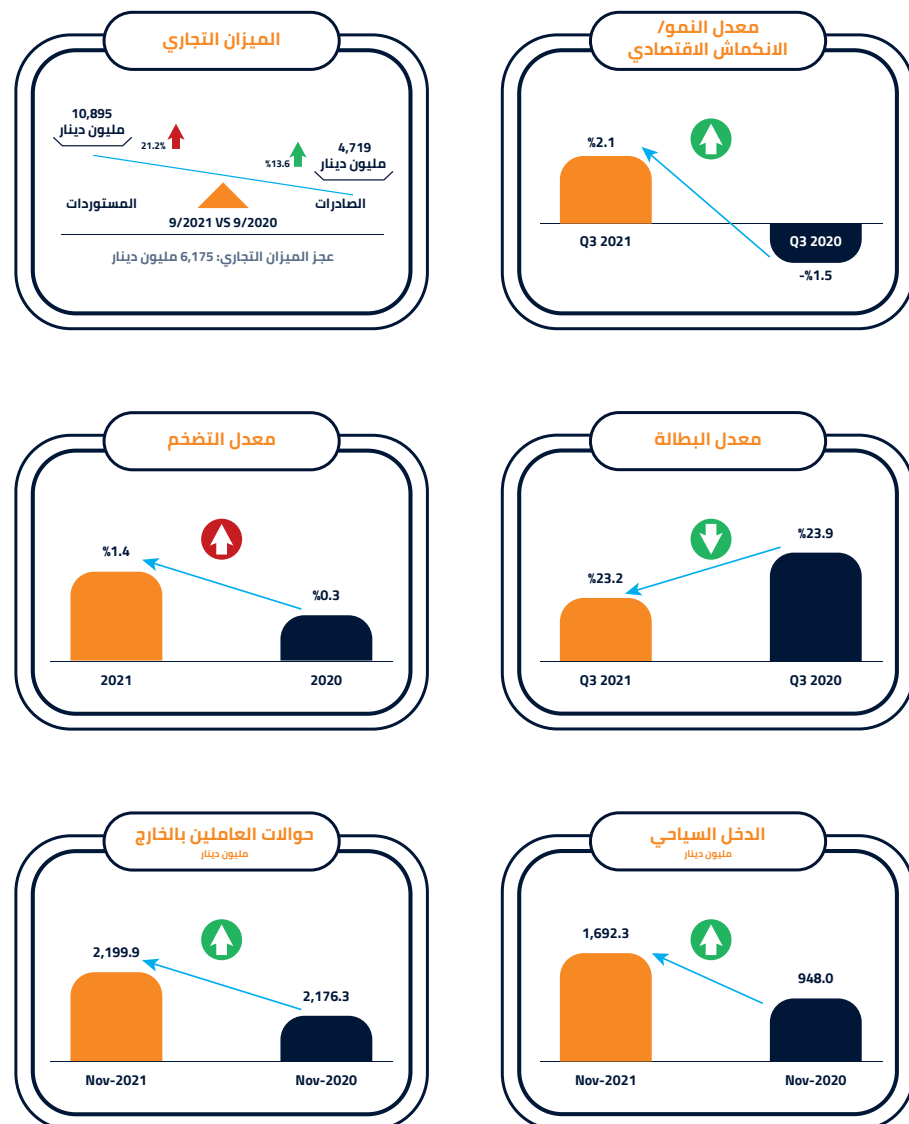 معدل النمو/
الانكماش الاقتصادي
%2.1
Q3 2021
Q3 2020
-%1.5
الميزان التجاري
4,719
مليون دينار
%13.6
الصادرات
10,895
مليون دينار
21.2%
المستوردات
9/2021 VS 9/2020
عجز الميزان التجاري: 6,175 مليون دينار
معدل البطالة
%23.9
%23.2
Q3 2020
Q3 2021
معدل التضخم
%0.3
%1.4
2020
2021
الدخل السياحي
مليون دينار
948.0
1,692.3
Nov-2020
Nov-2021
حوالات العاملين بالخارج
مليون دينار
2,176.3
2,199.9
Nov-2020
Nov-2021